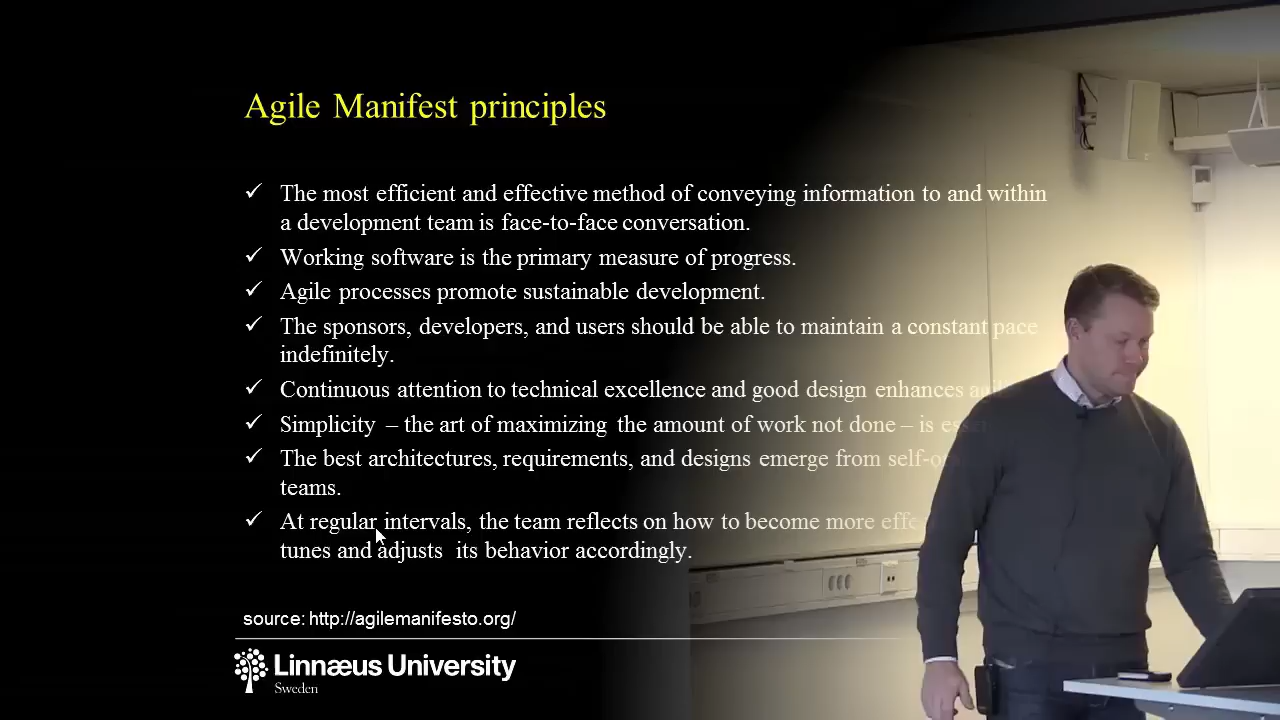 Agile Manifest principles
✓ The most efficient and effective method of conveying information to and within
a development team is face-to-face conversation.
✓ Working software is the primary measure of progress.
✓ Agile processes promote sustainable development.
✓ The sponsors, developers, and users should be able to maintain a constant pace
indefinitely.
✓ Continuous attention to technical excellence and good design enhances
✓ Simplicity – the art of maximizing the amount of work not done – is
✓ The best architectures, requirements, and designs emerge from
teams.
✓ At regular intervals, the team reflects on how to become more
tunes and adjusts its behavior accordingly.
source: http://agilemanifesto.org/
Linnæus University
Sweden